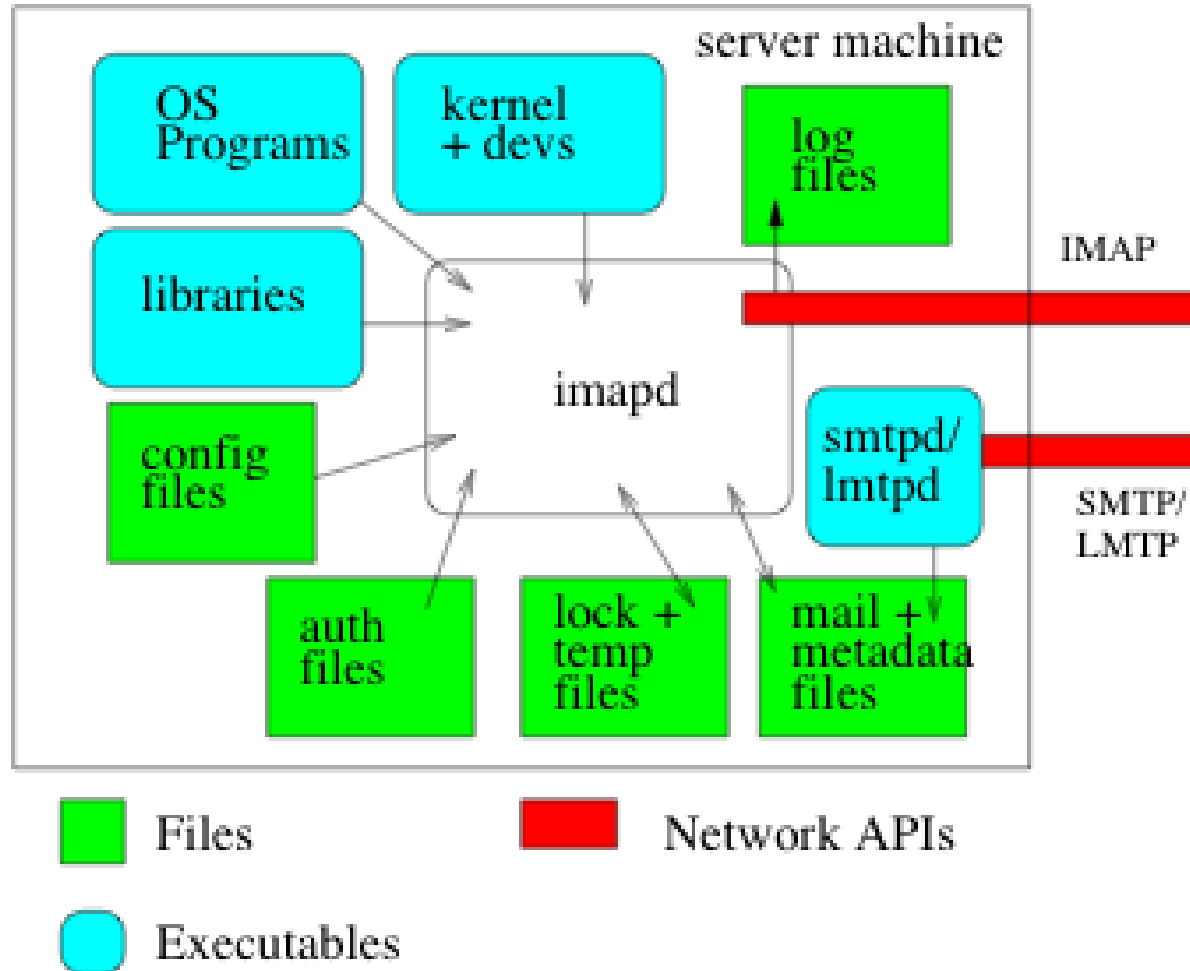 server machine
OS
Programs
kernel
+ devs
log
files
libraries
IMAP
imapd
config
files
smtpd/
lmtpd
SMTP/
LMTP
auth
files
lock +
temp
files
mail +
metadata
files
Files
Network APIs
Executables